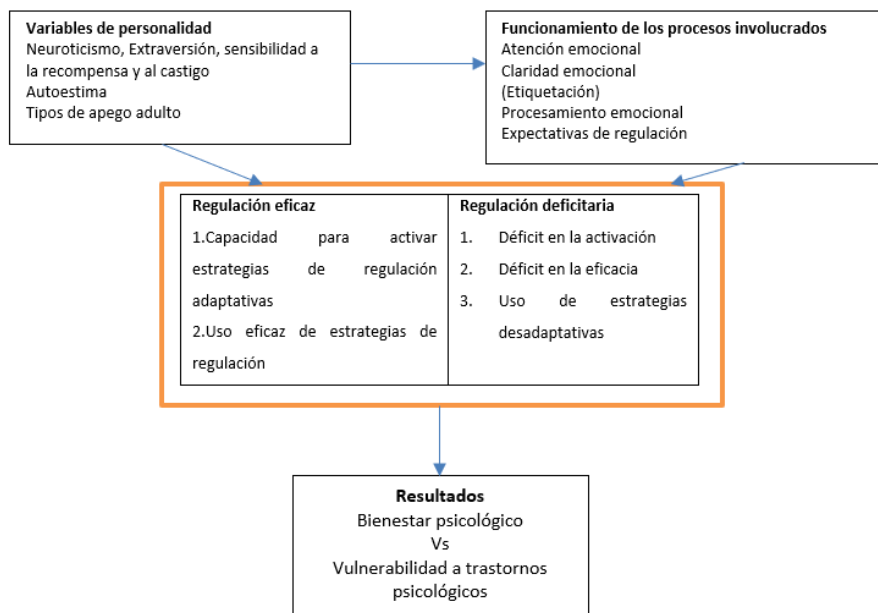 Variables de personalidad
Neuroticismo, Extraversión, sensibilidad a
la recompensa y al castigo
Autoestima
Tipos de apego adulto
Funcionamiento de los procesos involucrados
Atención emocional
Claridad emocional
(Etiquetación)
Procesamiento emocional
Expectativas de regulación
Regulación eficaz
1.Capacidad para activar
estrategias de regulación
adaptativas
2.Uso eficaz de estrategias de
regulación
Regulación deficitaria
1. Déficit en la activación
2. Déficit en la eficacia
3. Uso de estrategias
desadaptativas
Resultados
Bienestar psicológico
Vs
Vulnerabilidad a trastornos
psicológicos